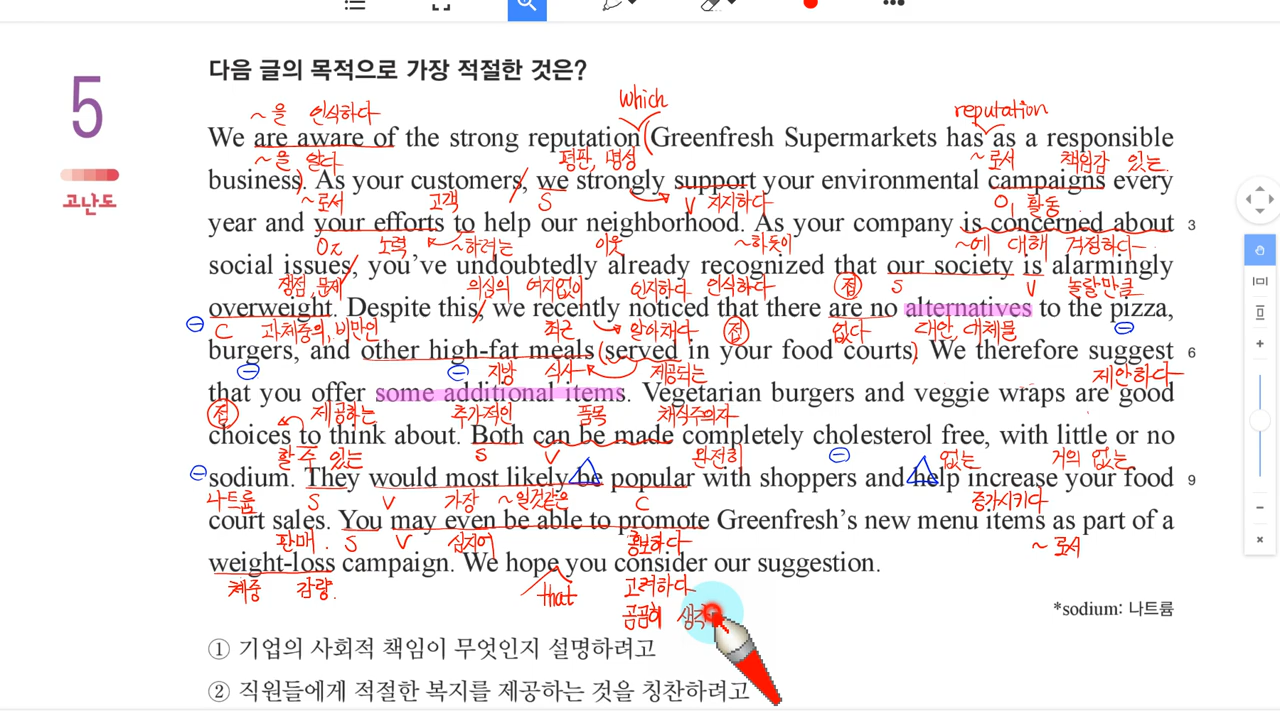 다음 글의 목적으로 가장 적절한 것은?
5
고난도
~을 인식하다
which
reputation
We are aware of the strong reputation (Greenfresh Supermarkets has as a responsible
~을 알다 평판, 명성 ~로서 책임감 있는
business). As your customers, we strongly support your environmental campaigns every
~로서 고객 S V 지지하다 O₁ 활동
year and your efforts to help our neighborhood. As your company is concerned about 3
O₂ 노력 ~하려는 이웃 ~하듯이 ~에 대해 걱정하다
social issues, you’ve undoubtedly already recognized that our society is alarmingly
쟁점, 문제 의심의 여지없이 인지하다 인식하다 접 S V 놀랄만큼
overweight. Despite this, we recently noticed that there are no alternatives to the pizza,
C 과체중의, 비만인 최근 알아채다 접 없다 대안, 대체물
burgers, and other high-fat meals (served in your food courts). We therefore suggest 6
지방 식사 제공되는 제안하다
that you offer some additional items. Vegetarian burgers and veggie wraps are good
접 제공하는 추가적인 품목 채식주의자
choices to think about. Both can be made completely cholesterol free, with little or no
할 수 있는 S V 완전히 없는 거의 없는
sodium. They would most likely be popular with shoppers and help increase your food 9
나트륨 S V 가장 ~일것같은 C 증가시키다
court sales. You may even be able to promote Greenfresh’s new menu items as part of a
판매. S V 심지어 홍보하다 ~로서
weight-loss campaign. We hope you consider our suggestion.
체중 감량. that 고려하다
곰곰이 생각
*sodium: 나트륨
① 기업의 사회적 책임이 무엇인지 설명하려고
② 직원들에게 적절한 복지를 제공하는 것을 칭찬하려고